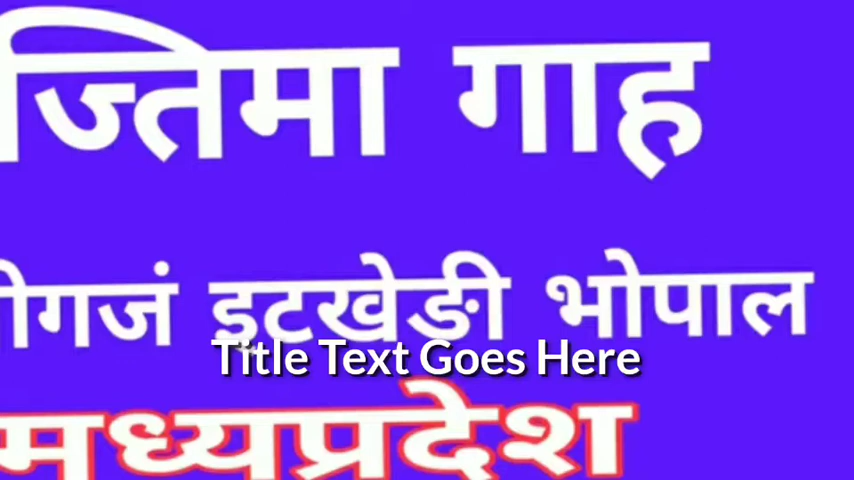 ज्तिमा गाह
इटखेङी भोपाल
Title Text Goes Here
मध्यप्रदेश